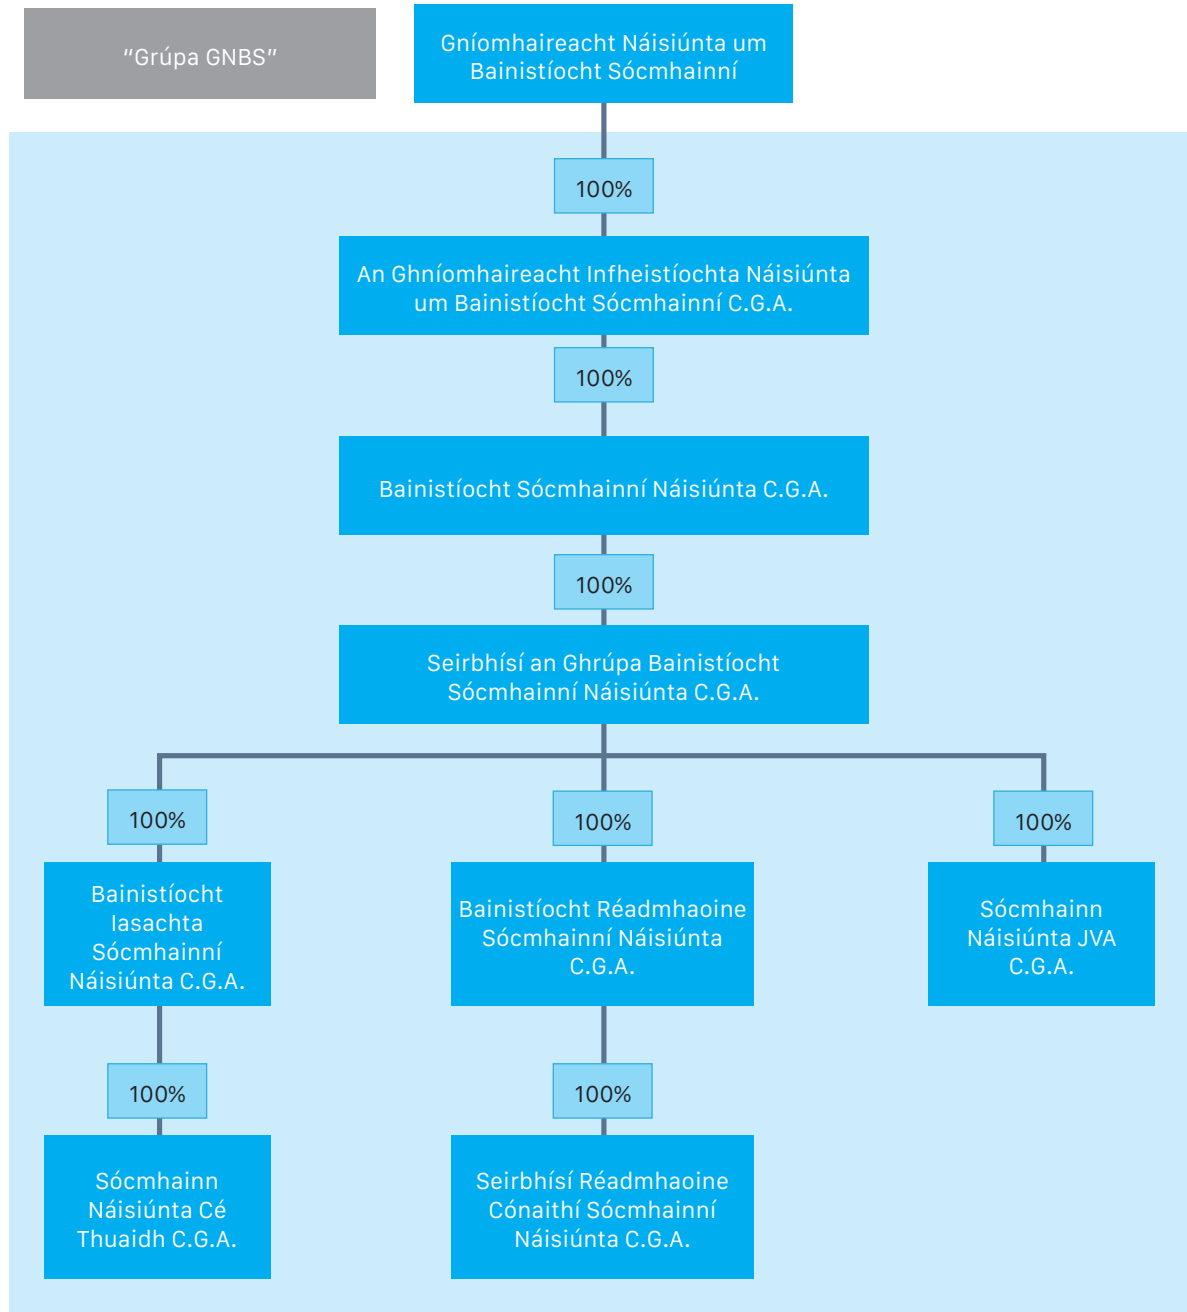 “Grúpa GNBS”
Gníomhaireacht Náisiúnta um
Bainistíocht Sócmhainní
100%
An Ghníomhaireacht Infheistíochta Náisiúnta
um Bainistíocht Sócmhainní C.G.A.
100%
Bainistíocht Sócmhainní Náisiúnta C.G.A.
100%
Seirbhísí an Ghrúpa Bainistíocht
Sócmhainní Náisiúnta C.G.A.
100%
100%
100%
Bainistíocht
Iasachta
Sócmhainní
Náisiúnta C.G.A.
Bainistíocht Réadmhaoine
Sócmhainní Náisiúnta
C.G.A.
Sócmhainn
Náisiúnta JVA
C.G.A.
100%
100%
Sócmhainn
Náisiúnta Cé
Thuaidh C.G.A.
Seirbhísí Réadmhaoine
Cónaithí Sócmhainní
Náisiúnta C.G.A.